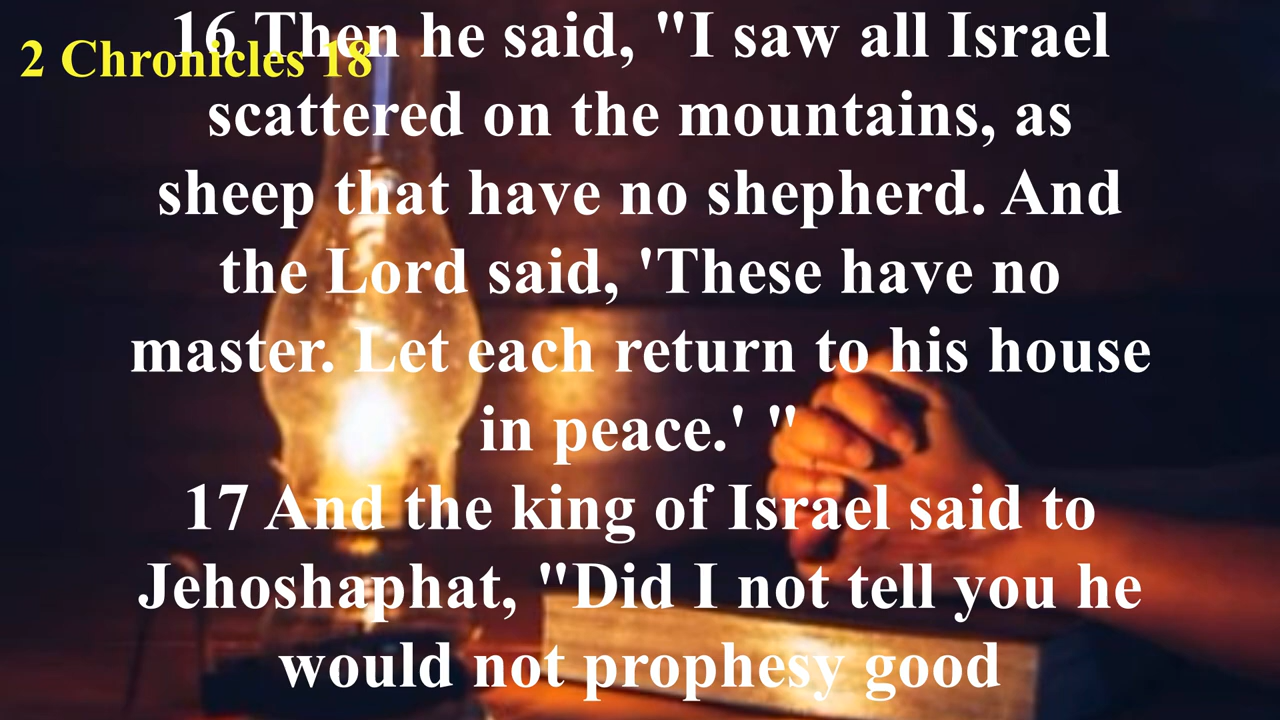 2 Chronicles 18
16 Then he said, "I saw all Israel
scattered on the mountains, as
sheep that have no shepherd. And
the Lord said, 'These have no
master. Let each return to his house
in peace.' "
17 And the king of Israel said to
Jehoshaphat, "Did I not tell you he
would not prophesy good